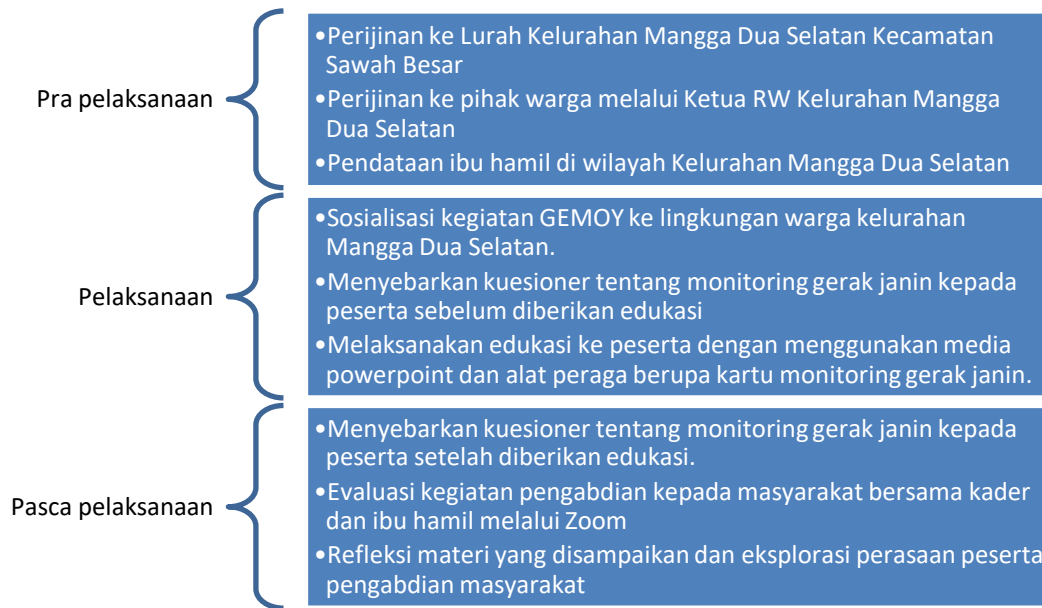 Pra pelaksanaan
•Perijinan ke Lurah Kelurahan Mangga Dua Selatan Kecamatan
Sawah Besar
•Perijinan ke pihak warga melalui Ketua RW Kelurahan Mangga
Dua Selatan
•Pendataan ibu hamil di wilayah Kelurahan Mangga Dua Selatan
Pelaksanaan
•Sosialisasi kegiatan GEMOY ke lingkungan warga kelurahan
Mangga Dua Selatan.
•Menyebarkan kuesioner tentang monitoring gerak janin kepada
peserta sebelum diberikan edukasi
•Melaksanakan edukasi ke peserta dengan menggunakan media
powerpoint dan alat peraga berupa kartu monitoring gerak janin.
Pasca pelaksanaan
•Menyebarkan kuesioner tentang monitoring gerak janin kepada
peserta setelah diberikan edukasi.
•Evaluasi kegiatan pengabdian kepada masyarakat bersama kader
dan ibu hamil melalui Zoom
•Refleksi materi yang disampaikan dan eksplorasi perasaan peserta
pengabdian masyarakat